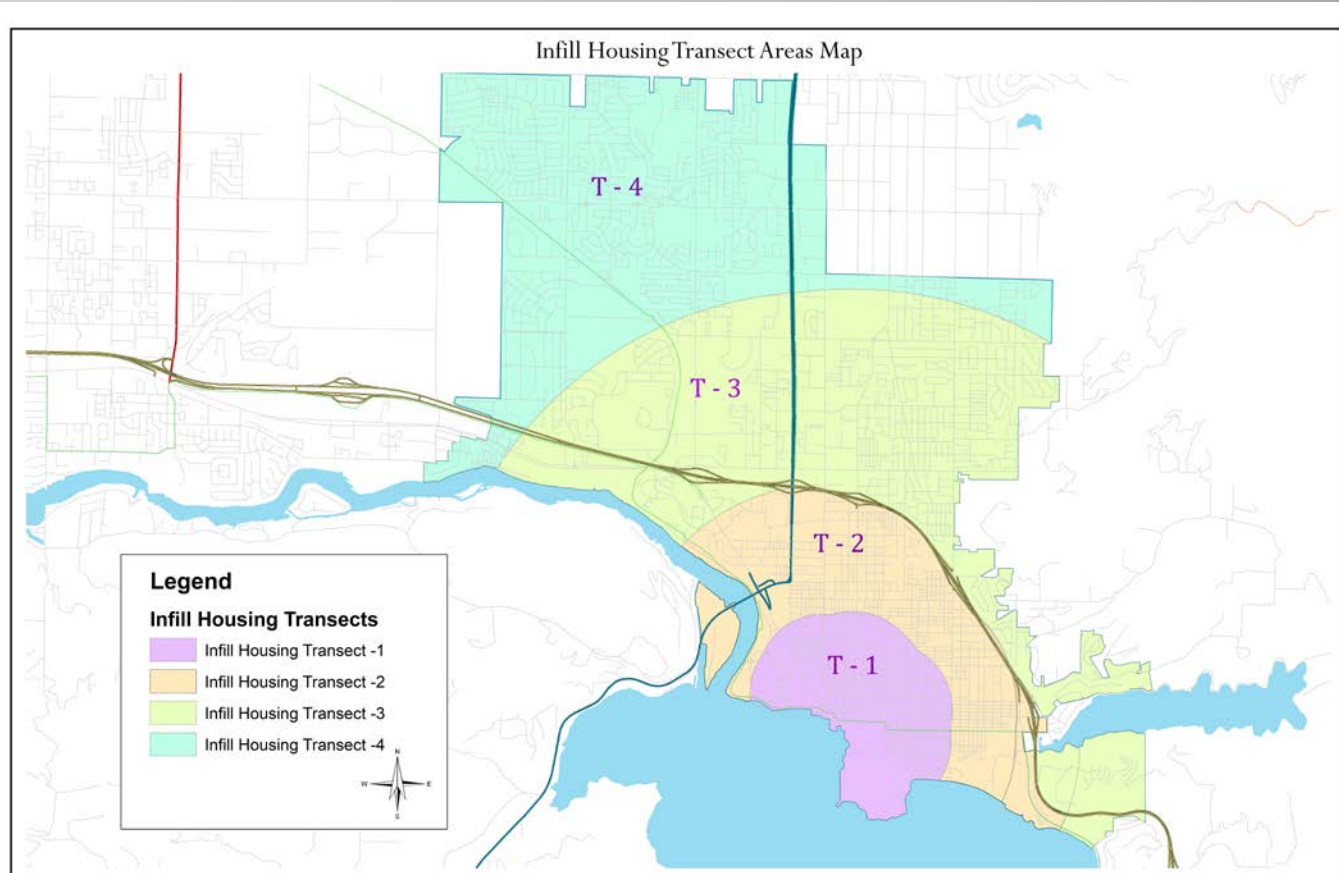 Infill Housing Transect Areas Map
T - 4
T - 3
T - 2
T - 1
Legend
Infill Housing Transects
Infill Housing Transect -1
Infill Housing Transect -2
Infill Housing Transect -3
Infill Housing Transect -4
N
W E
S